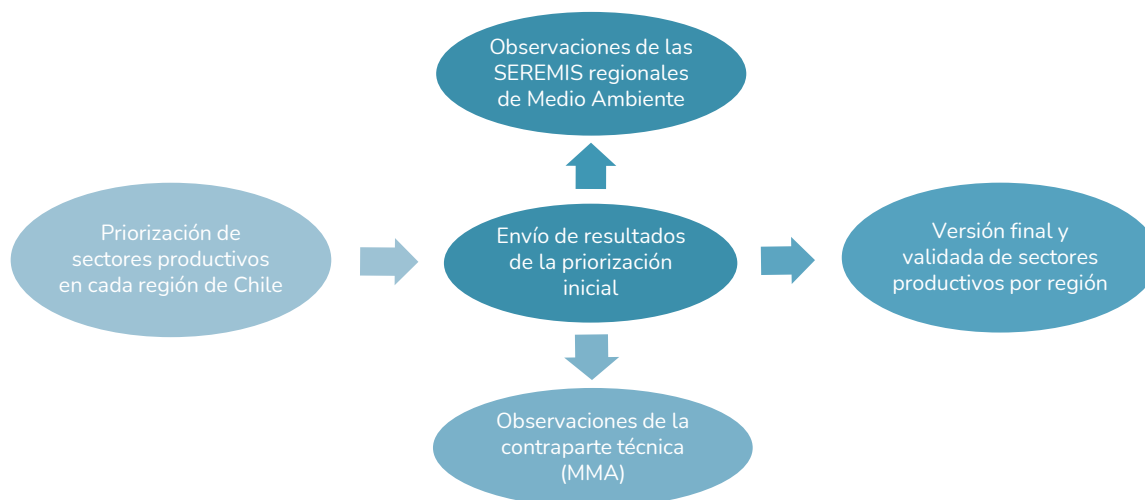 Observaciones de las
SEREMIS regionales
de Medio Ambiente
Priorización de
sectores productivos
en cada región de Chile
Envío de resultados
de la priorización
inicial
Versión final y
validada de sectores
productivos por región
Observaciones de la
contraparte técnica
(MMA)